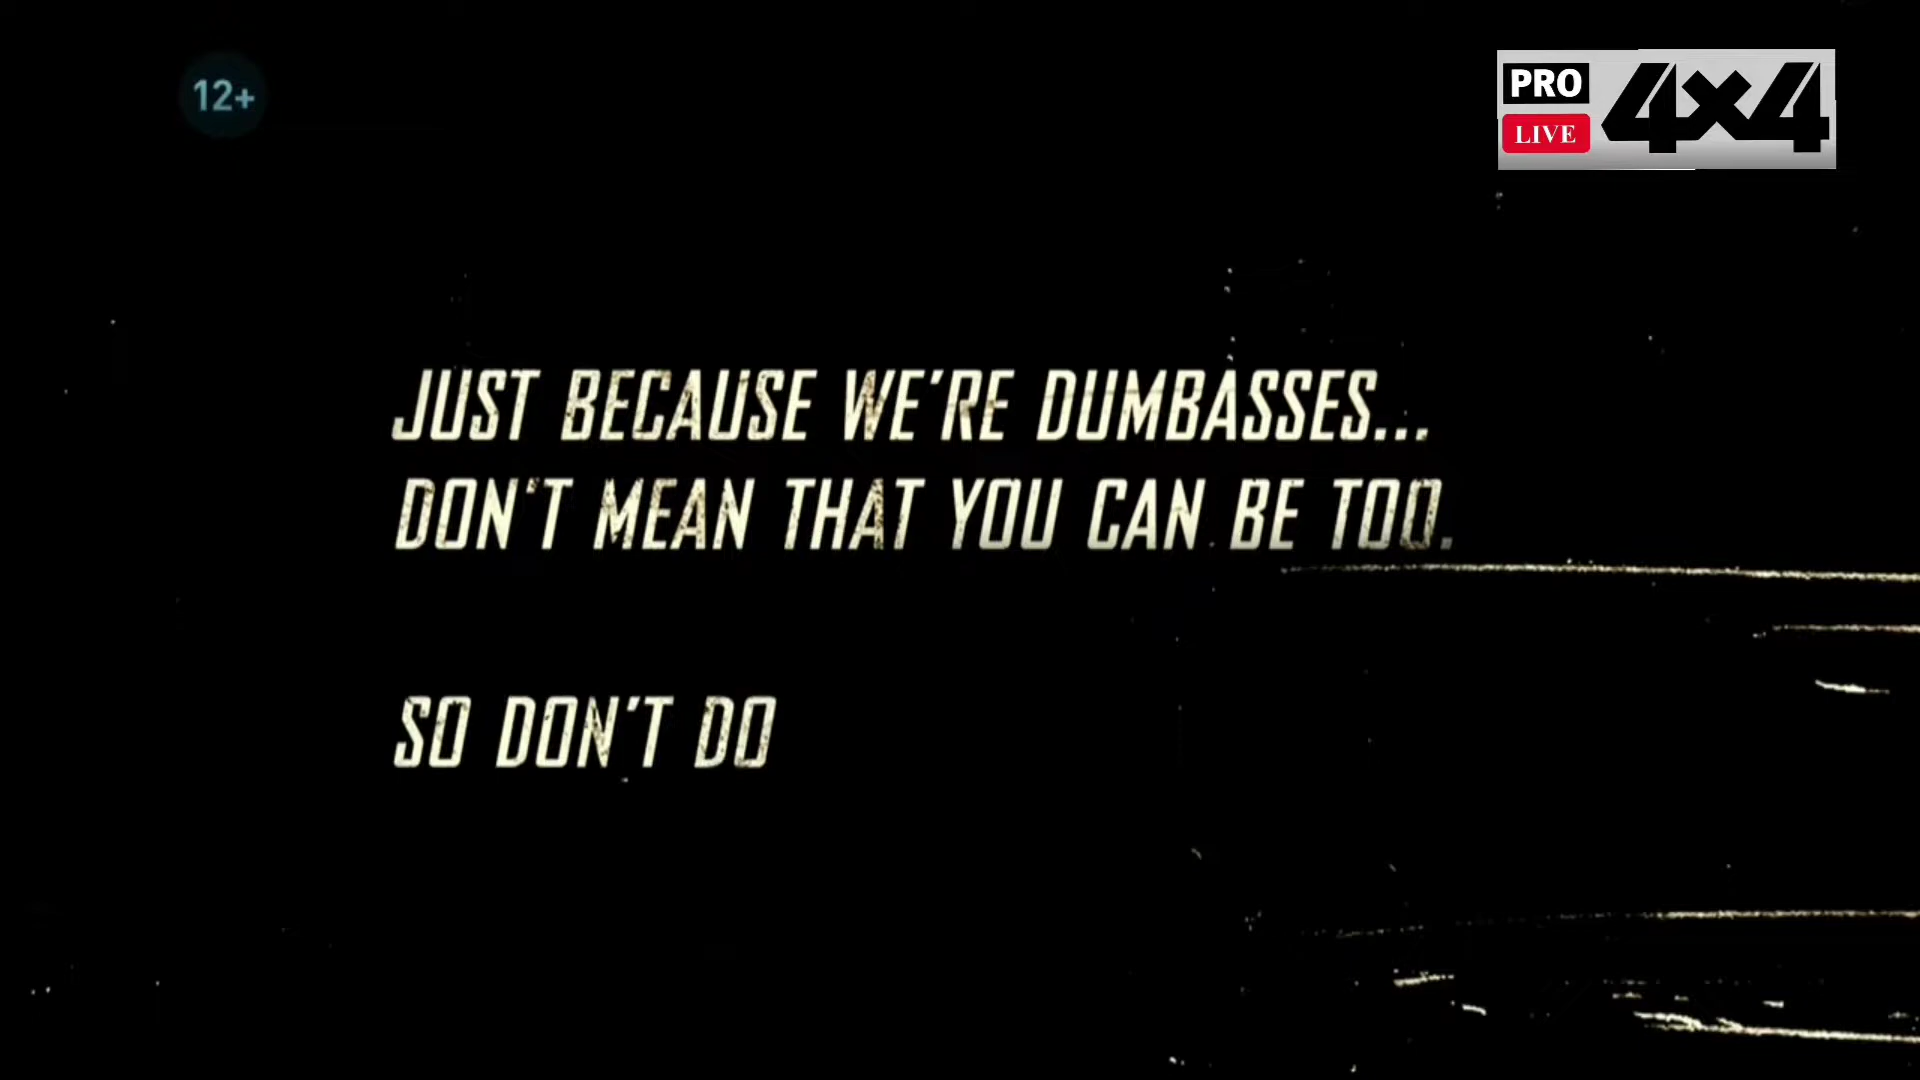 12+
PRO
LIVE
4x4
JUST BECAUSE WE'RE DUMBASSES...
DON'T MEAN THAT YOU CAN BE TOO.
SO DON'T DO